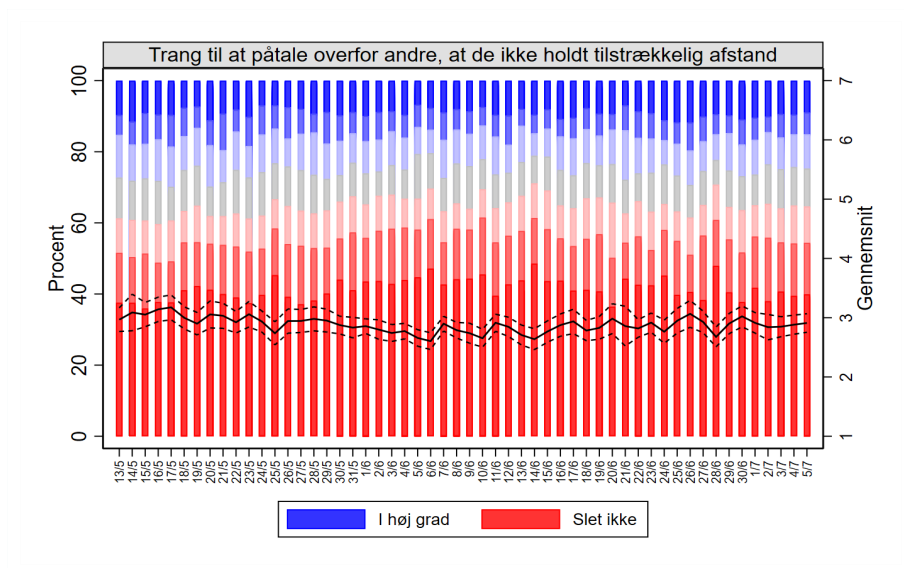 Trang til at påtale overfor andre, at de ikke holdt tilstrækkelig afstand
Procent
100
80
60
40
20
0
7
6
5
4
3
2
1
Gennemsnit
13/5 14/5 15/5 16/5 17/5 18/5 19/5 20/5 21/5 22/5 23/5 24/5 25/5 26/5 27/5 28/5 29/5 30/5 31/5 1/6 2/6 3/6 4/6 5/6 6/6 7/6 8/6 9/6 10/6 11/6 12/6 13/6 14/6 15/6 16/6 17/6 18/6 19/6 20/6 21/6 22/6 23/6 24/6 25/6 26/6 27/6 28/6 29/6 30/6 1/7 2/7 3/7 4/7 5/7
I høj grad
Slet ikke